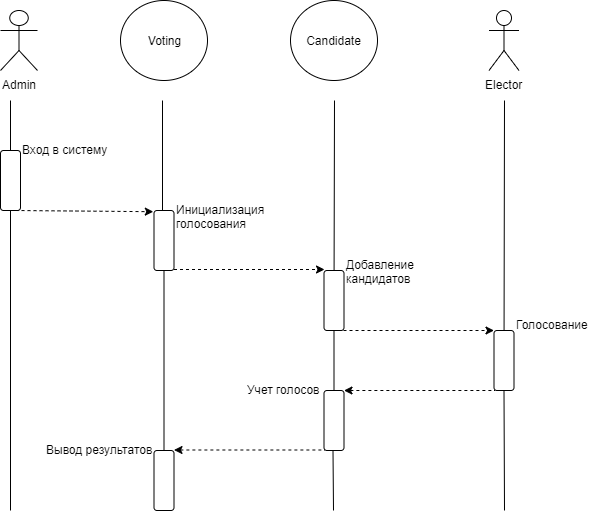 Voting
Candidate
Admin
Elector
Вход в систему
Инициализация
голосования
Добавление
кандидатов
Голосование
Учет голосов
Вывод результатов